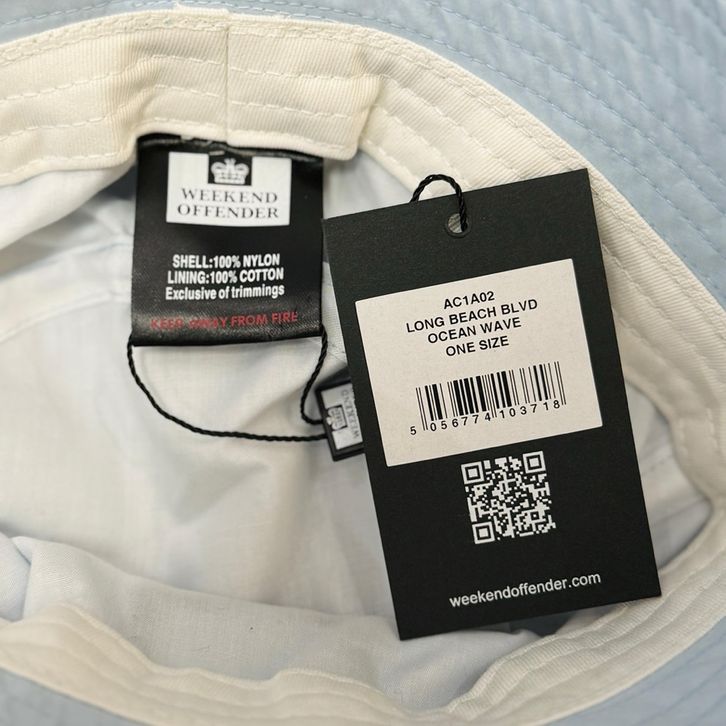 WEEKEND
OFFENDER
SHELL:100% NYLON
LINING:100% COTTON
Exclusive of trimmings
KEEP AWAY FROM FIRE
AC1A02
LONG BEACH BLVD
OCEAN WAVE
ONE SIZE
5 056774 103718
weekendoffender.com
WEEKEND